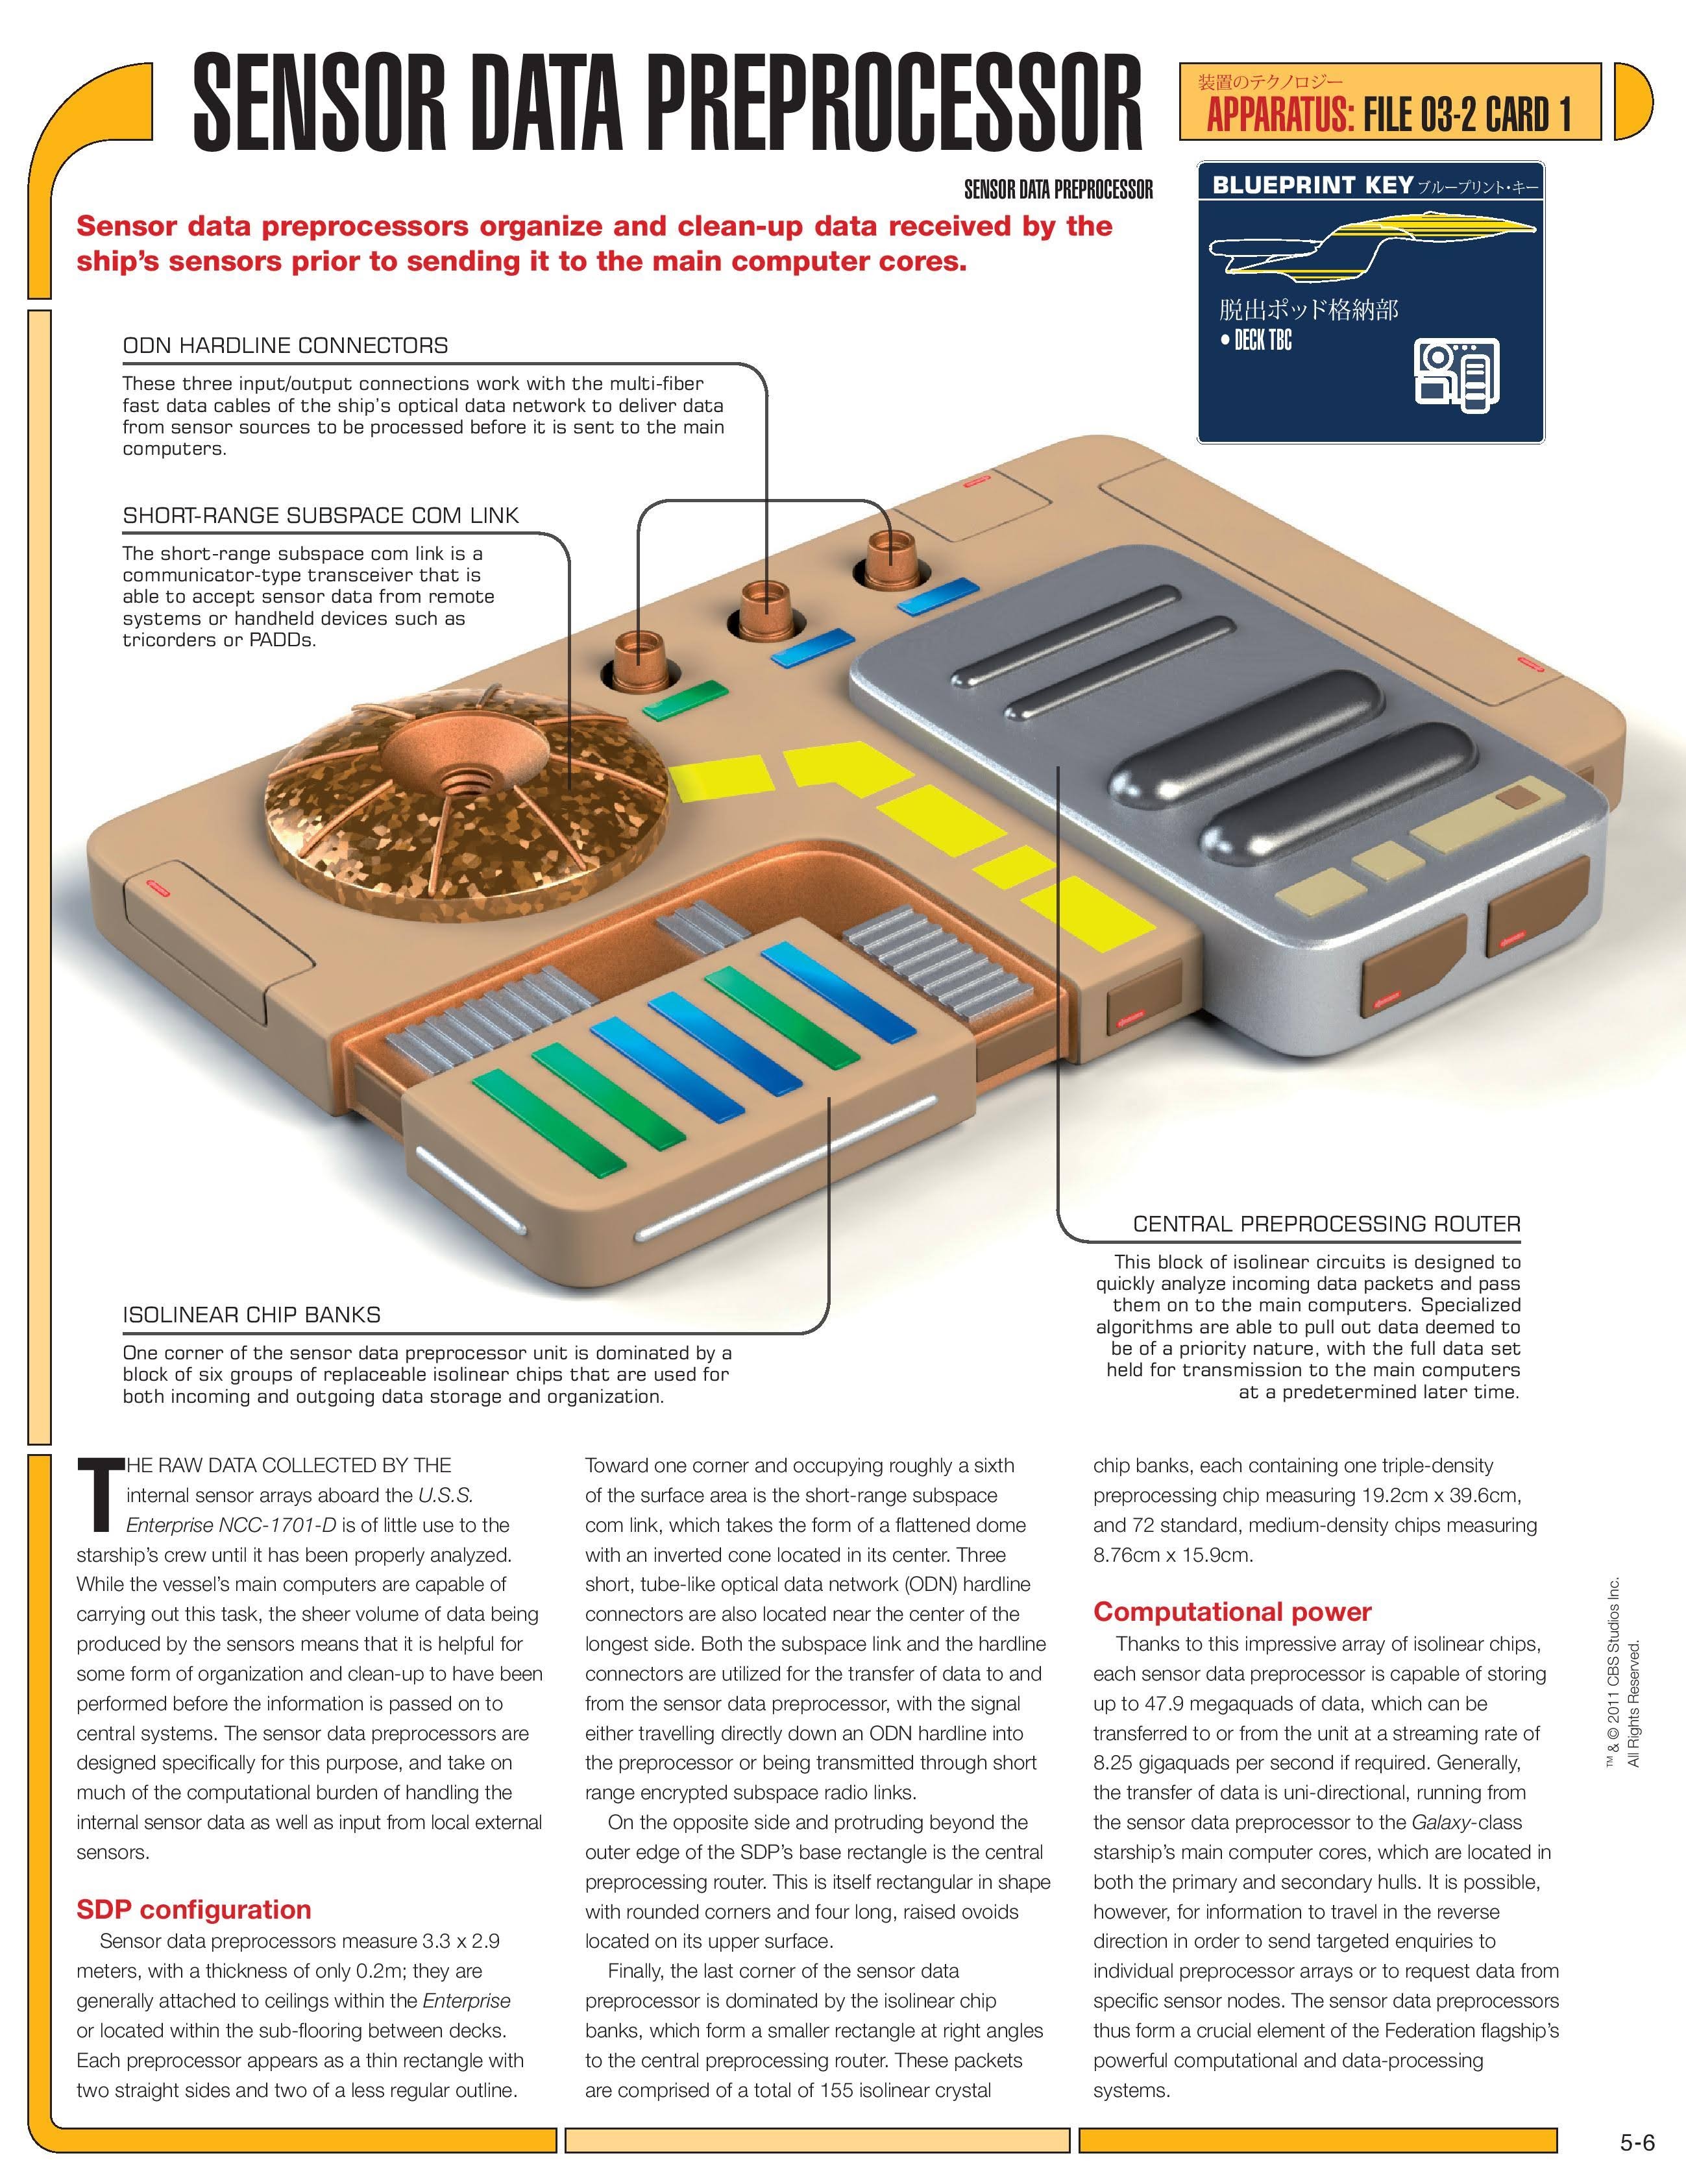 SENSOR DATA PREPROCESSOR
装置のテクノロジー
APPARATUS: FILE 03-2 CARD 1
SENSOR DATA PREPROCESSOR
Sensor data preprocessors organize and clean-up data received by the
ship's sensors prior to sending it to the main computer cores.
BLUEPRINT KEY ブループリント・キー
脱出ポッド格納部
• DECK TBC
ODN HARDLINE CONNECTORS
These three input/output connections work with the multi-fiber
fast data cables of the ship's optical data network to deliver data
from sensor sources to be processed before it is sent to the main
computers.
SHORT-RANGE SUBSPACE COM LINK
The short-range subspace com link is a
communicator-type transceiver that is
able to accept sensor data from remote
systems or handheld devices such as
tricorders or PADDs.
CENTRAL PREPROCESSING ROUTER
This block of isolinear circuits is designed to
quickly analyze incoming data packets and pass
them on to the main computers. Specialized
algorithms are able to pull out data deemed to
be of a priority nature, with the full data set
held for transmission to the main computers
at a predetermined later time.
ISOLINEAR CHIP BANKS
One corner of the sensor data preprocessor unit is dominated by a
block of six groups of replaceable isolinear chips that are used for
both incoming and outgoing data storage and organization.
THE RAW DATA COLLECTED BY THE
internal sensor arrays aboard the U.S.S.
Enterprise NCC-1701-D is of little use to the
starship's crew until it has been properly analyzed.
While the vessel's main computers are capable of
carrying out this task, the sheer volume of data being
produced by the sensors means that it is helpful for
some form of organization and clean-up to have been
performed before the information is passed on to
central systems. The sensor data preprocessors are
designed specifically for this purpose, and take on
much of the computational burden of handling the
internal sensor data as well as input from local external
sensors.
SDP configuration
Sensor data preprocessors measure 3.3 x 2.9
meters, with a thickness of only 0.2m; they are
generally attached to ceilings within the Enterprise
or located within the sub-flooring between decks.
Each preprocessor appears as a thin rectangle with
two straight sides and two of a less regular outline.
Toward one corner and occupying roughly a sixth
of the surface area is the short-range subspace
com link, which takes the form of a flattened dome
with an inverted cone located in its center. Three
short, tube-like optical data network (ODN) hardline
connectors are also located near the center of the
longest side. Both the subspace link and the hardline
connectors are utilized for the transfer of data to and
from the sensor data preprocessor, with the signal
either travelling directly down an ODN hardline into
the preprocessor or being transmitted through short
range encrypted subspace radio links.
On the opposite side and protruding beyond the
outer edge of the SDP's base rectangle is the central
preprocessing router. This is itself rectangular in shape
with rounded corners and four long, raised ovoids
located on its upper surface.
Finally, the last corner of the sensor data
preprocessor is dominated by the isolinear chip
banks, which form a smaller rectangle at right angles
to the central preprocessing router. These packets
are comprised of a total of 155 isolinear crystal
chip banks, each containing one triple-density
preprocessing chip measuring 19.2cm x 39.6cm,
and 72 standard, medium-density chips measuring
8.76cm x 15.9cm.
Computational power
Thanks to this impressive array of isolinear chips,
each sensor data preprocessor is capable of storing
up to 47.9 megaquads of data, which can be
transferred to or from the unit at a streaming rate of
8.25 gigaquads per second if required. Generally,
the transfer of data is uni-directional, running from
the sensor data preprocessor to the Galaxy-class
starship's main computer cores, which are located in
both the primary and secondary hulls. It is possible,
however, for information to travel in the reverse
direction in order to send targeted enquiries to
individual preprocessor arrays or to request data from
specific sensor nodes. The sensor data preprocessors
thus form a crucial element of the Federation flagship's
powerful computational and data-processing
systems.
™ & © 2011 CBS Studios Inc.
All Rights Reserved.
5-6